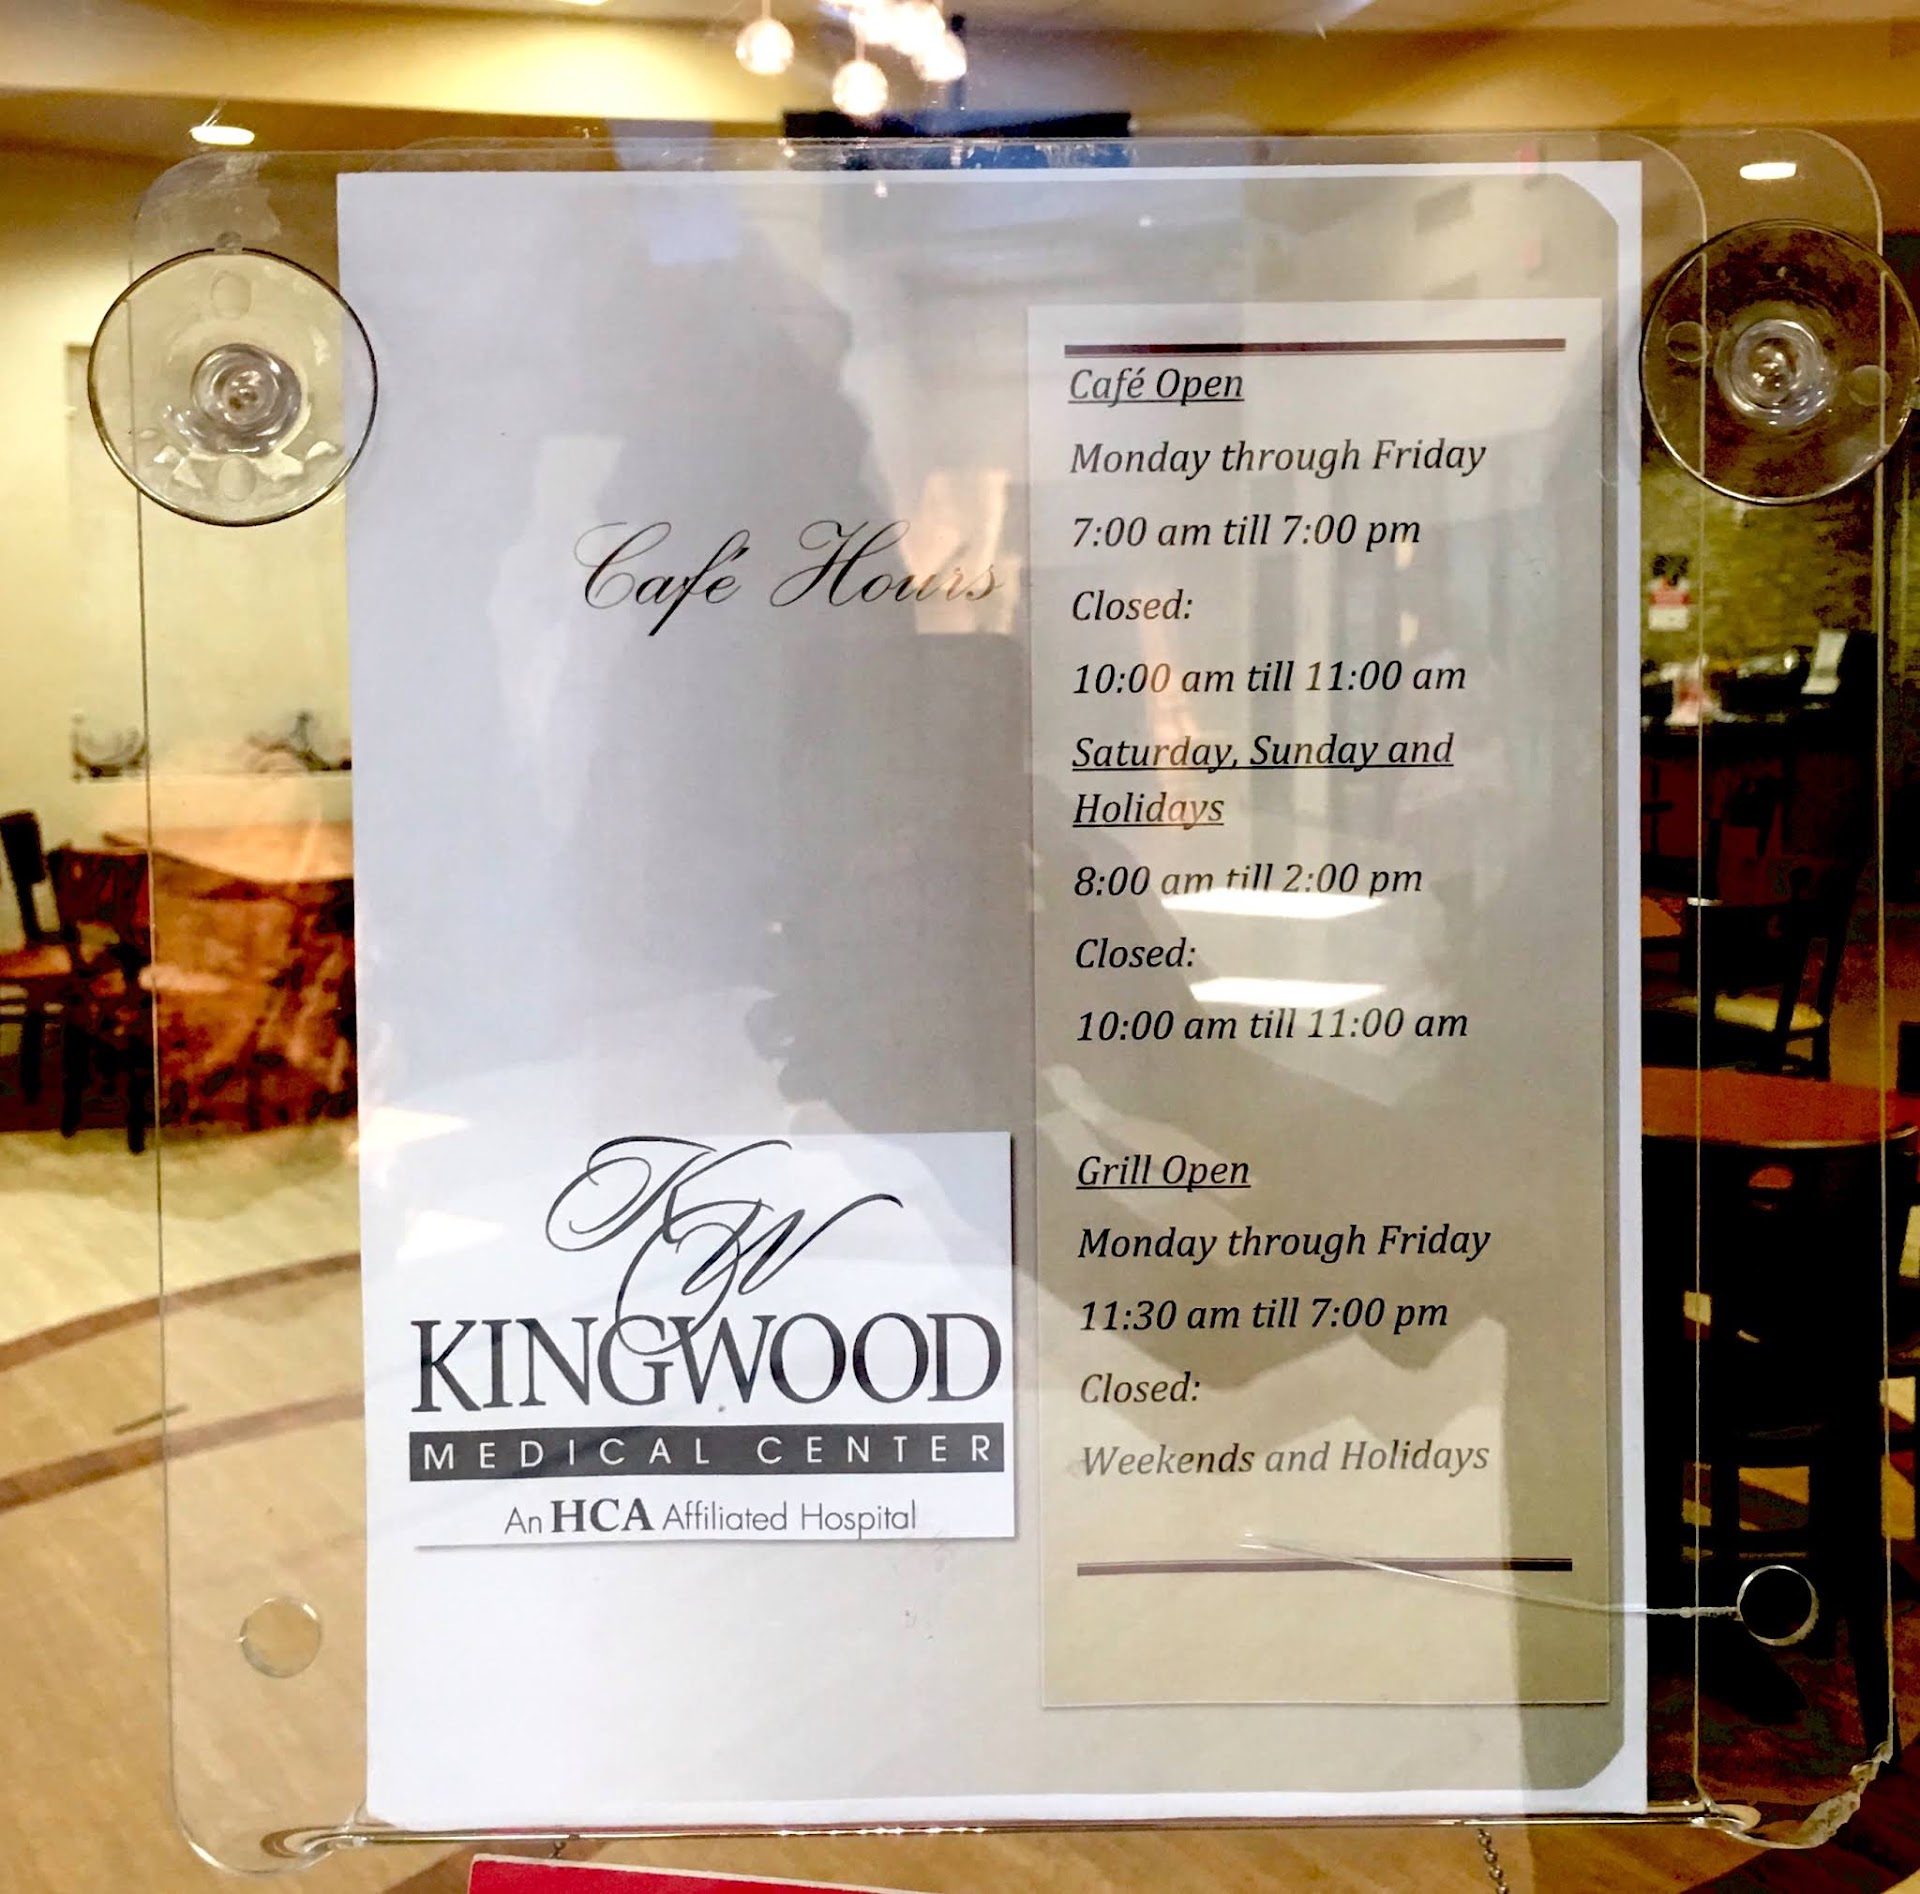 Café Hours
KW
KINGWOOD
MEDICAL CENTER
An HCA Affiliated Hospital
Café Open
Monday through Friday
7:00 am till 7:00 pm
Closed:
10:00 am till 11:00 am
Saturday, Sunday and
Holidays
8:00 am till 2:00 pm
Closed:
10:00 am till 11:00 am
Grill Open
Monday through Friday
11:30 am till 7:00 pm
Closed:
Weekends and Holidays